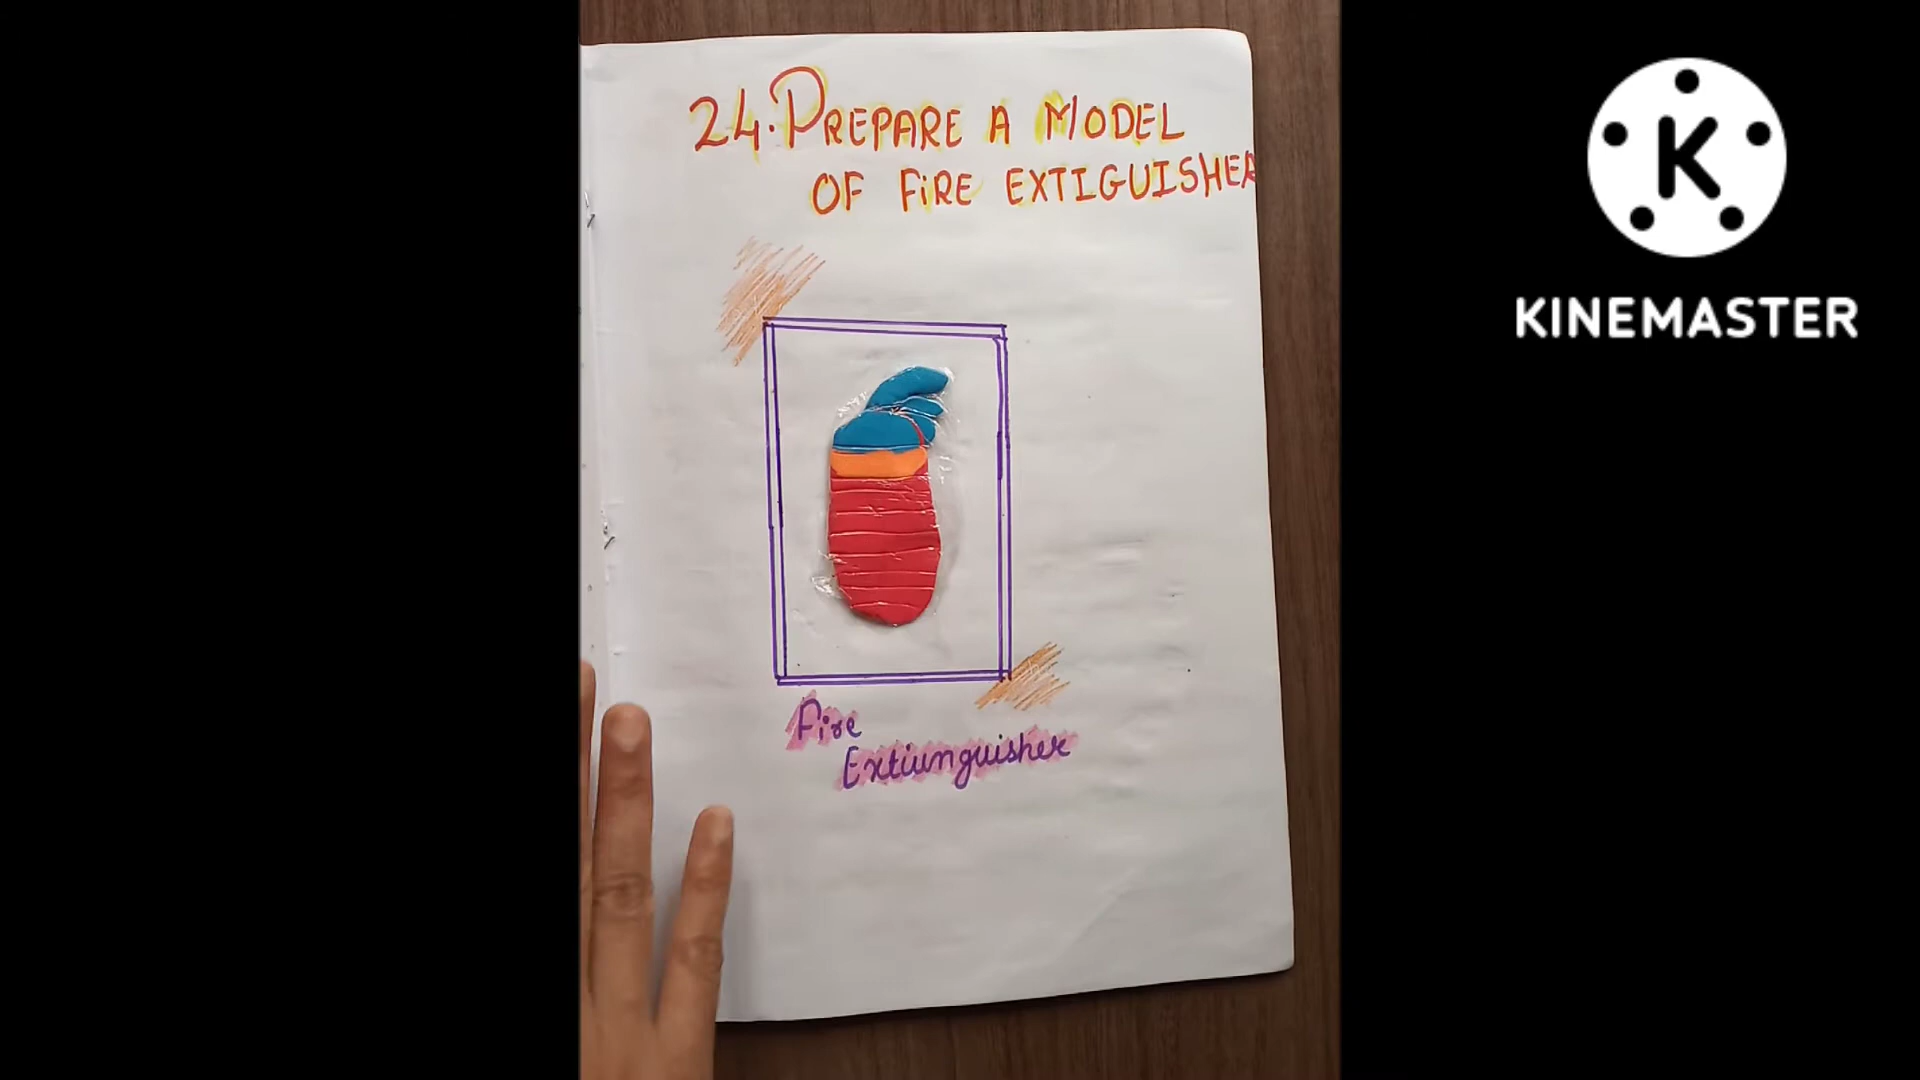 24. PREPARE A MODEL
OF FiRE EXTIGUISHER
Fire
Extiunguisher
K
KINEMASTER